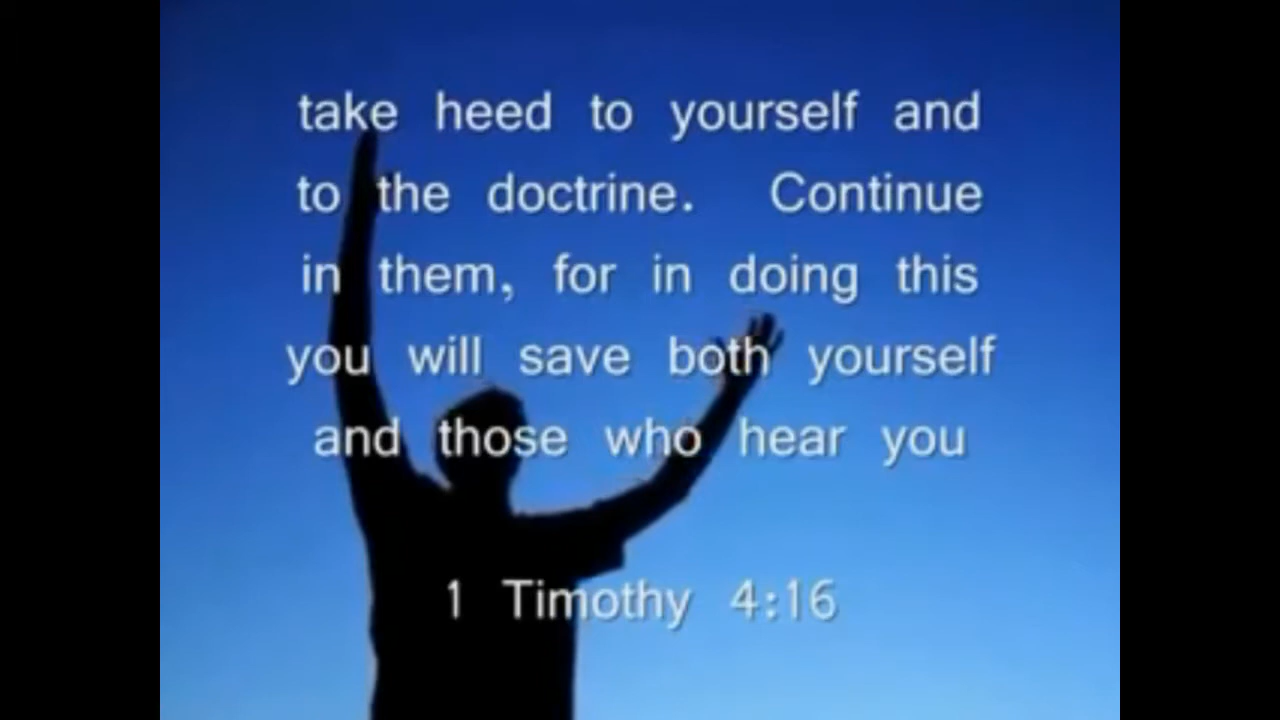 take heed to yourself and
to the doctrine. Continue
in them, for in doing this
you will save both yourself
and those who hear you
1 Timothy 4:16